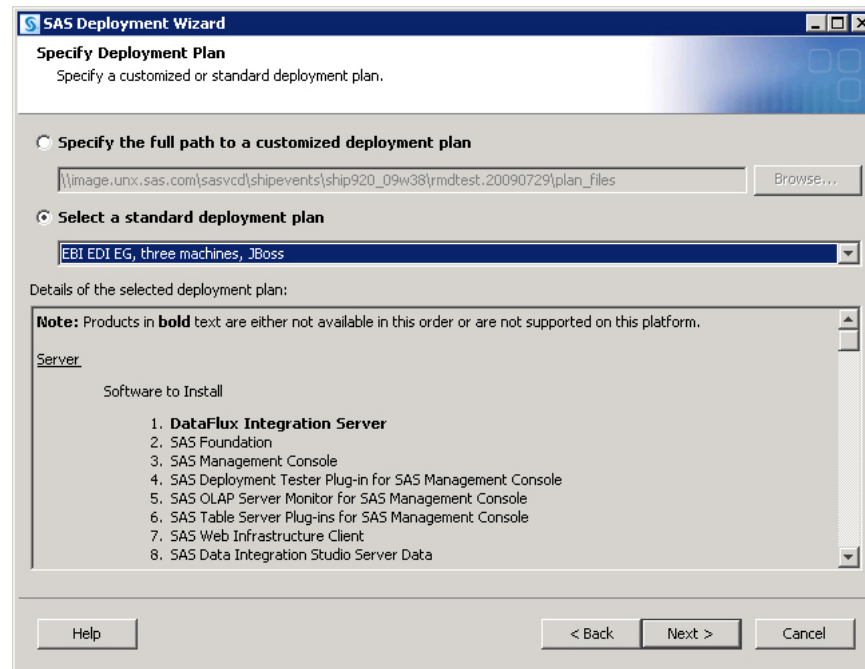 SAS Deployment Wizard
Specify Deployment Plan
Specify a customized or standard deployment plan.
Specify the full path to a customized deployment plan
\\image.unx.sas.com\sasvcd\shipevents\ship920_09w38\rmdtest.20090729\plan_files
Browse...
Select a standard deployment plan
EBI EDI EG, three machines, JBoss
Details of the selected deployment plan:
Note: Products in bold text are either not available in this order or are not supported on this platform.
Server
Software to Install
1. DataFlux Integration Server
2. SAS Foundation
3. SAS Management Console
4. SAS Deployment Tester Plug-in for SAS Management Console
5. SAS OLAP Server Monitor for SAS Management Console
6. SAS Table Server Plug-ins for SAS Management Console
7. SAS Web Infrastructure Client
8. SAS Data Integration Studio Server Data
Help
< Back
Next >
Cancel